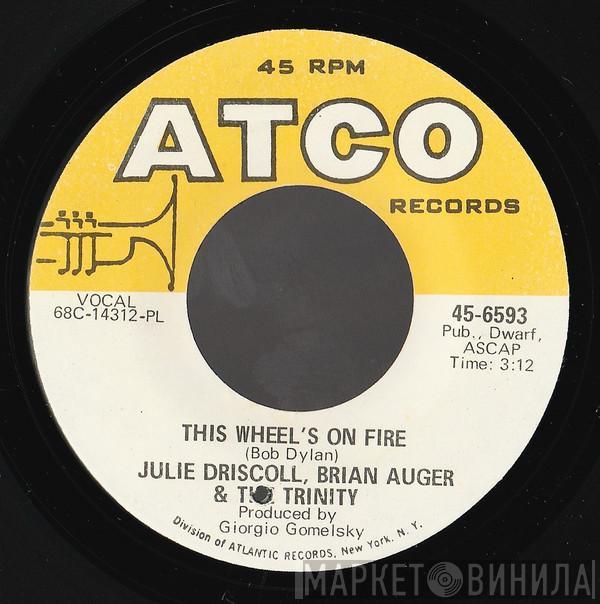 45 RPM
ATCO
RECORDS
VOCAL
68C-14312-PL
45-6593
Pub., Dwarf,
ASCAP
Time: 3:12
THIS WHEEL'S ON FIRE
(Bob Dylan)
JULIE DRISCOLL, BRIAN AUGER
& THE TRINITY
Produced by
Giorgio Gomelsky
Division of ATLANTIC RECORDS, New York, N. Y.
МАРКЕТ ВИНИЛА